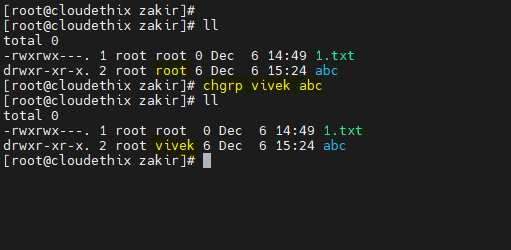 [root@cloudethix zakir]#
[root@cloudethix zakir]# ll
total 0
-rwxrwx---. 1 root root 0 Dec  6 14:49 1.txt
drwxr-xr-x. 2 root root 6 Dec  6 15:24 abc
[root@cloudethix zakir]# chgrp vivek abc
[root@cloudethix zakir]# ll
total 0
-rwxrwx---. 1 root root  0 Dec  6 14:49 1.txt
drwxr-xr-x. 2 root vivek 6 Dec  6 15:24 abc
[root@cloudethix zakir]#